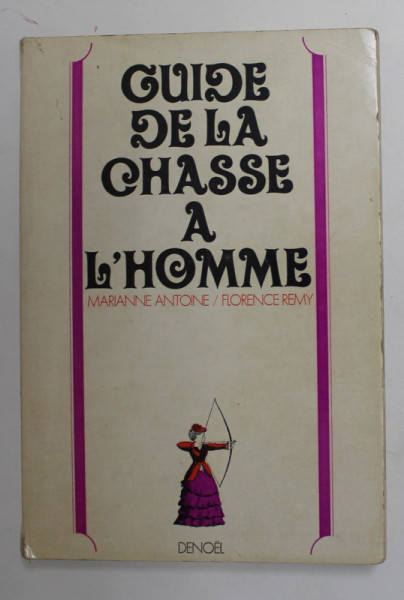 GUIDE
DE LA
CHASSE
A
L'HOMME
MARIANNE ANTOINE / FLORENCE REMY
DENOËL